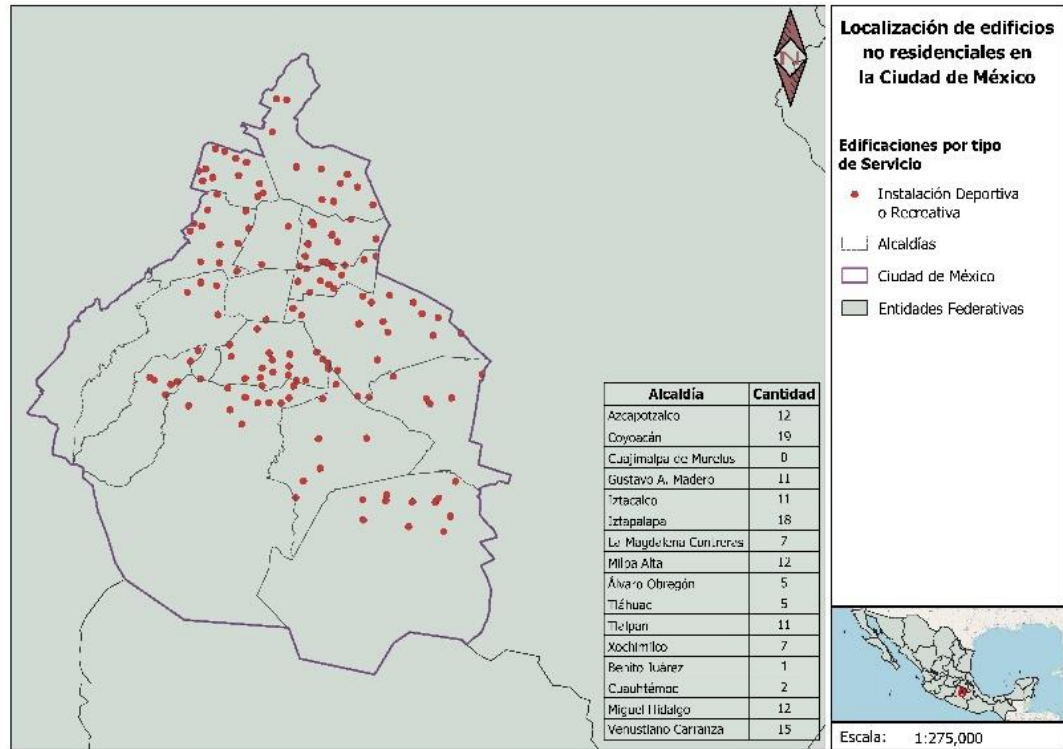 N
Localización de edificios
no residenciales en
la Ciudad de México
Edificaciones por tipo
de Servicio
Instalación Deportiva
o Recreativa
Alcaldías
Ciudad de México
Entidades Federativas
Alcaldía Cantidad
Azcapotzalco 12
Coyoacán 19
Cuajimalpa de Morelos 0
Gustavo A. Madero 11
Iztacalco 11
Iztapalapa 18
La Magdalena Contreras 7
Milpa Alta 12
Álvaro Obregón 5
Tláhuac 5
Tlalpan 11
Xochimilco 7
Benito Juárez 1
Cuauhtémoc 2
Miguel Hidalgo 12
Venustiano Carranza 15
Escala: 1:275,000